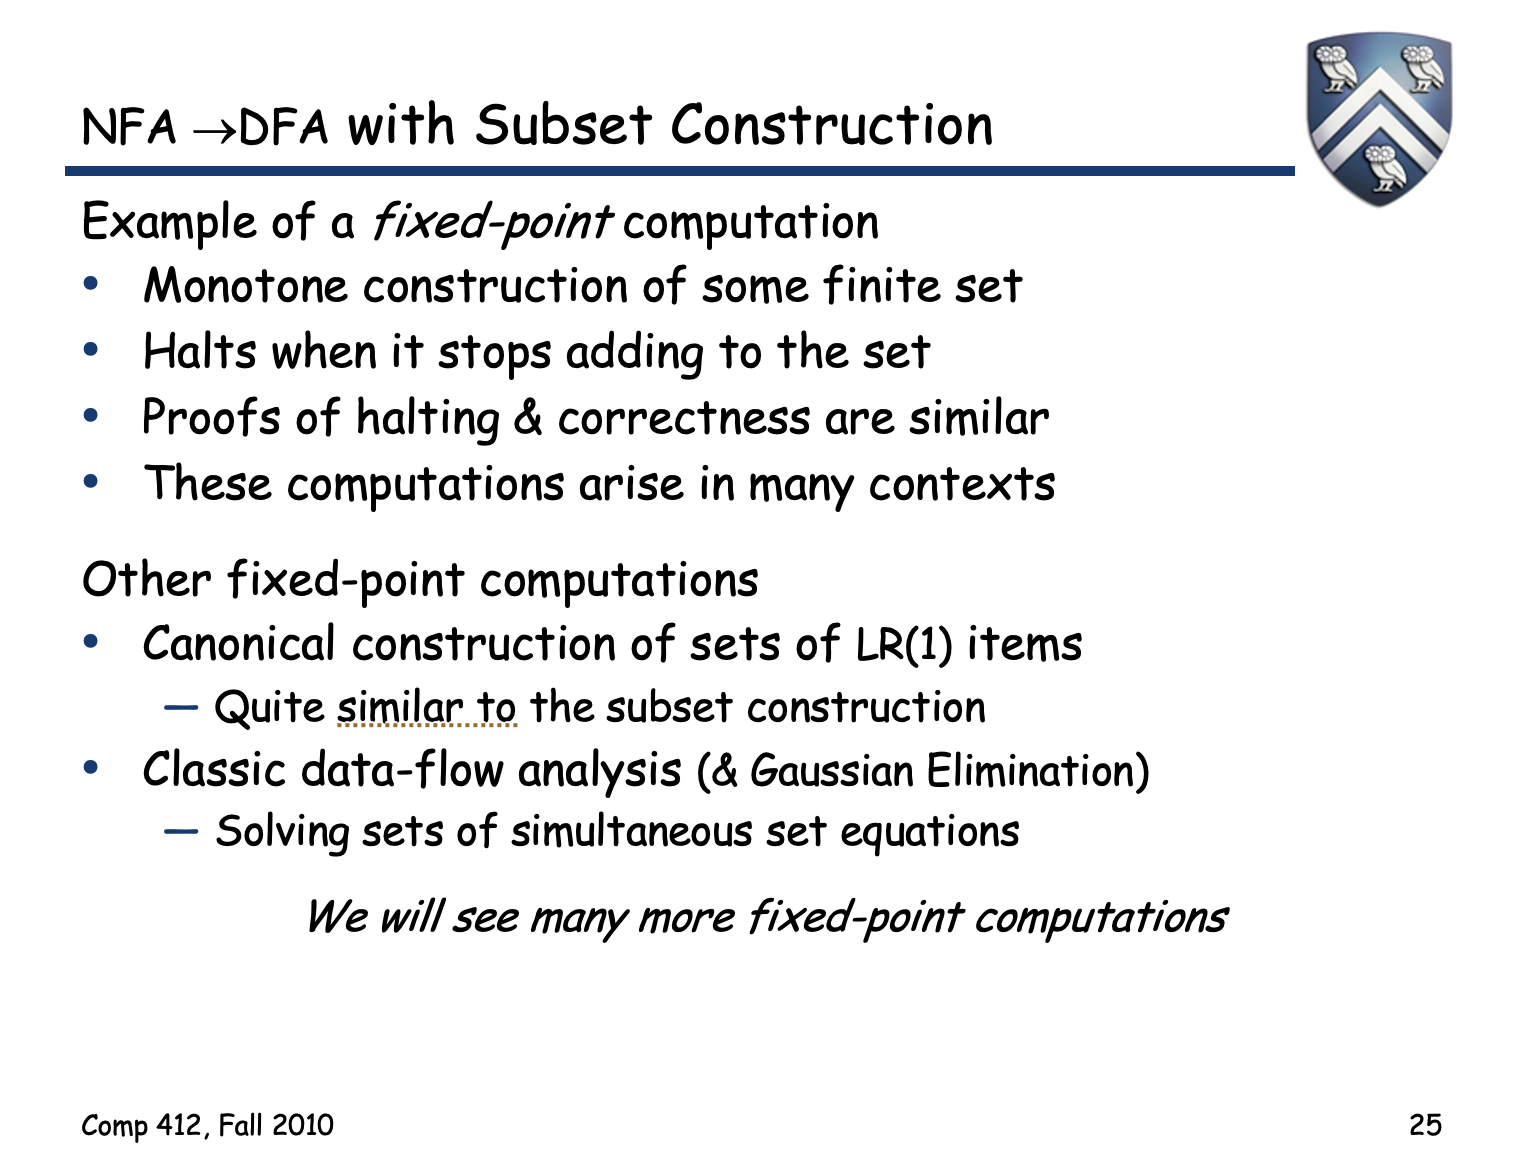 NFA →DFA with Subset Construction
Example of a fixed-point computation
• Monotone construction of some finite set
• Halts when it stops adding to the set
• Proofs of halting & correctness are similar
• These computations arise in many contexts
Other fixed-point computations
• Canonical construction of sets of LR(1) items
— Quite similar to the subset construction
• Classic data-flow analysis (& Gaussian Elimination)
— Solving sets of simultaneous set equations
We will see many more fixed-point computations
Comp 412, Fall 2010
25